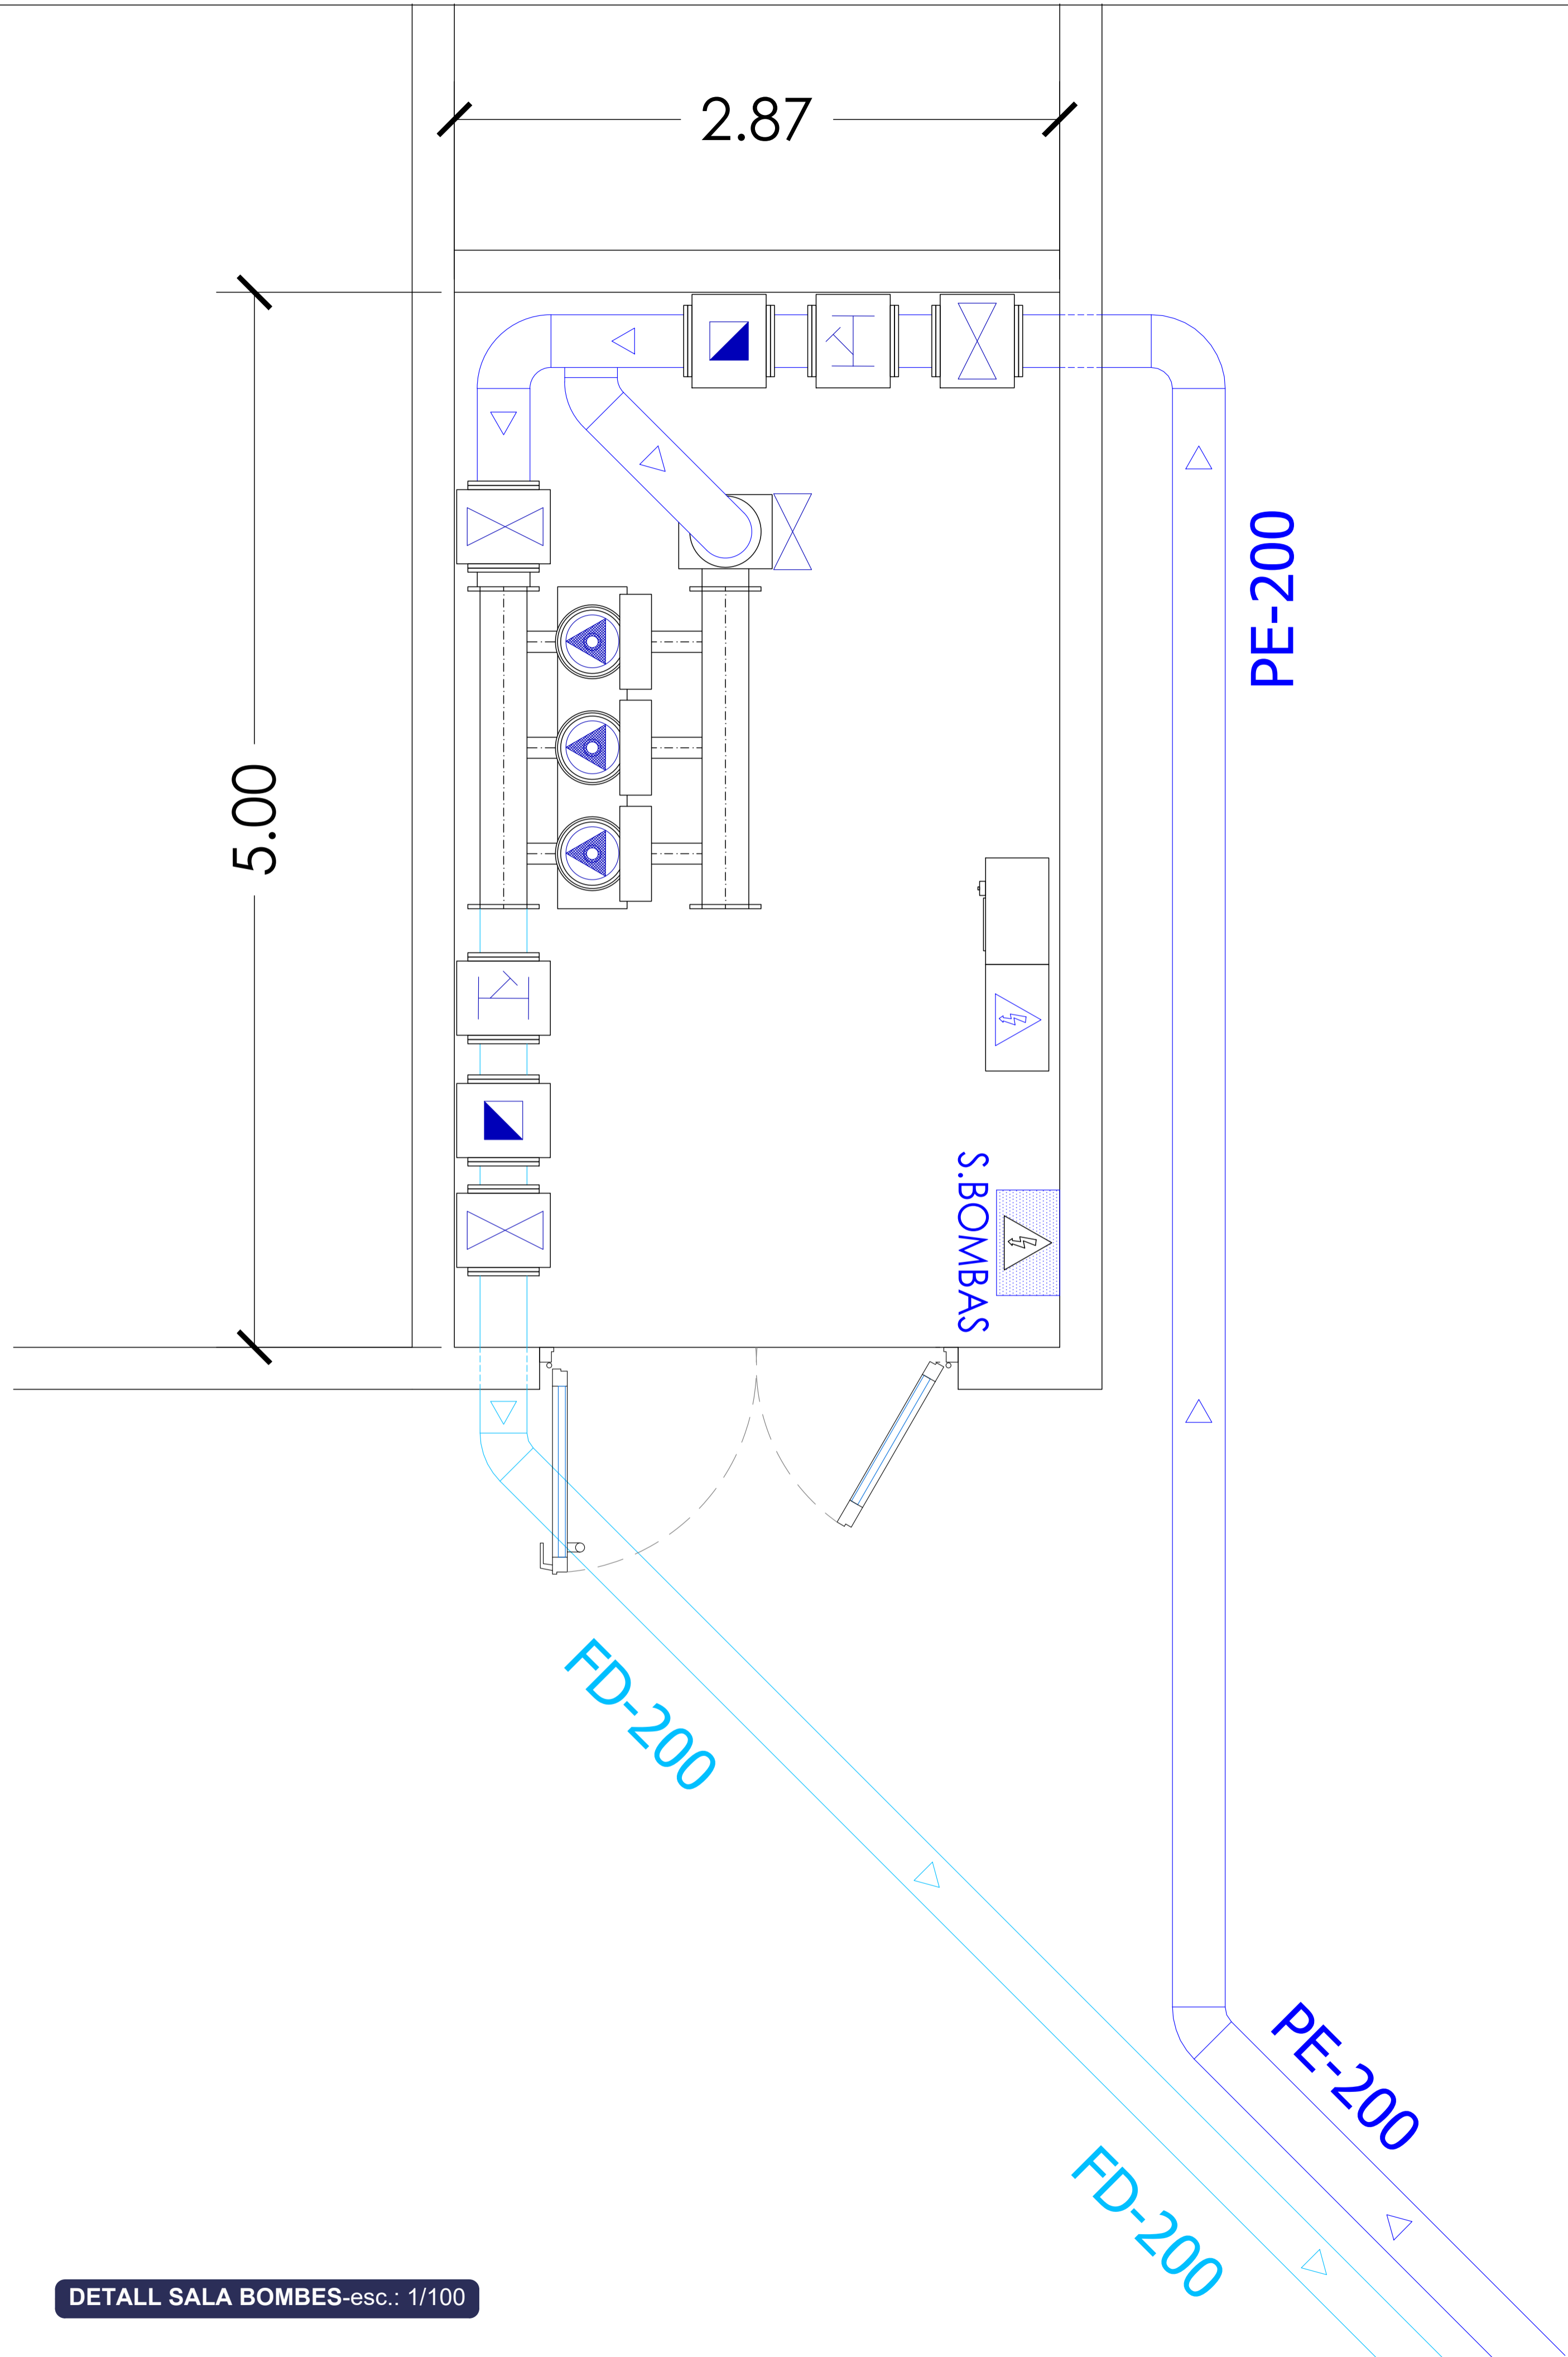 2.87
PE-200
5.00
S.BOMBAS
FD-200
PE-200
FD-200
DETALL SALA BOMBES-esc.: 1/100